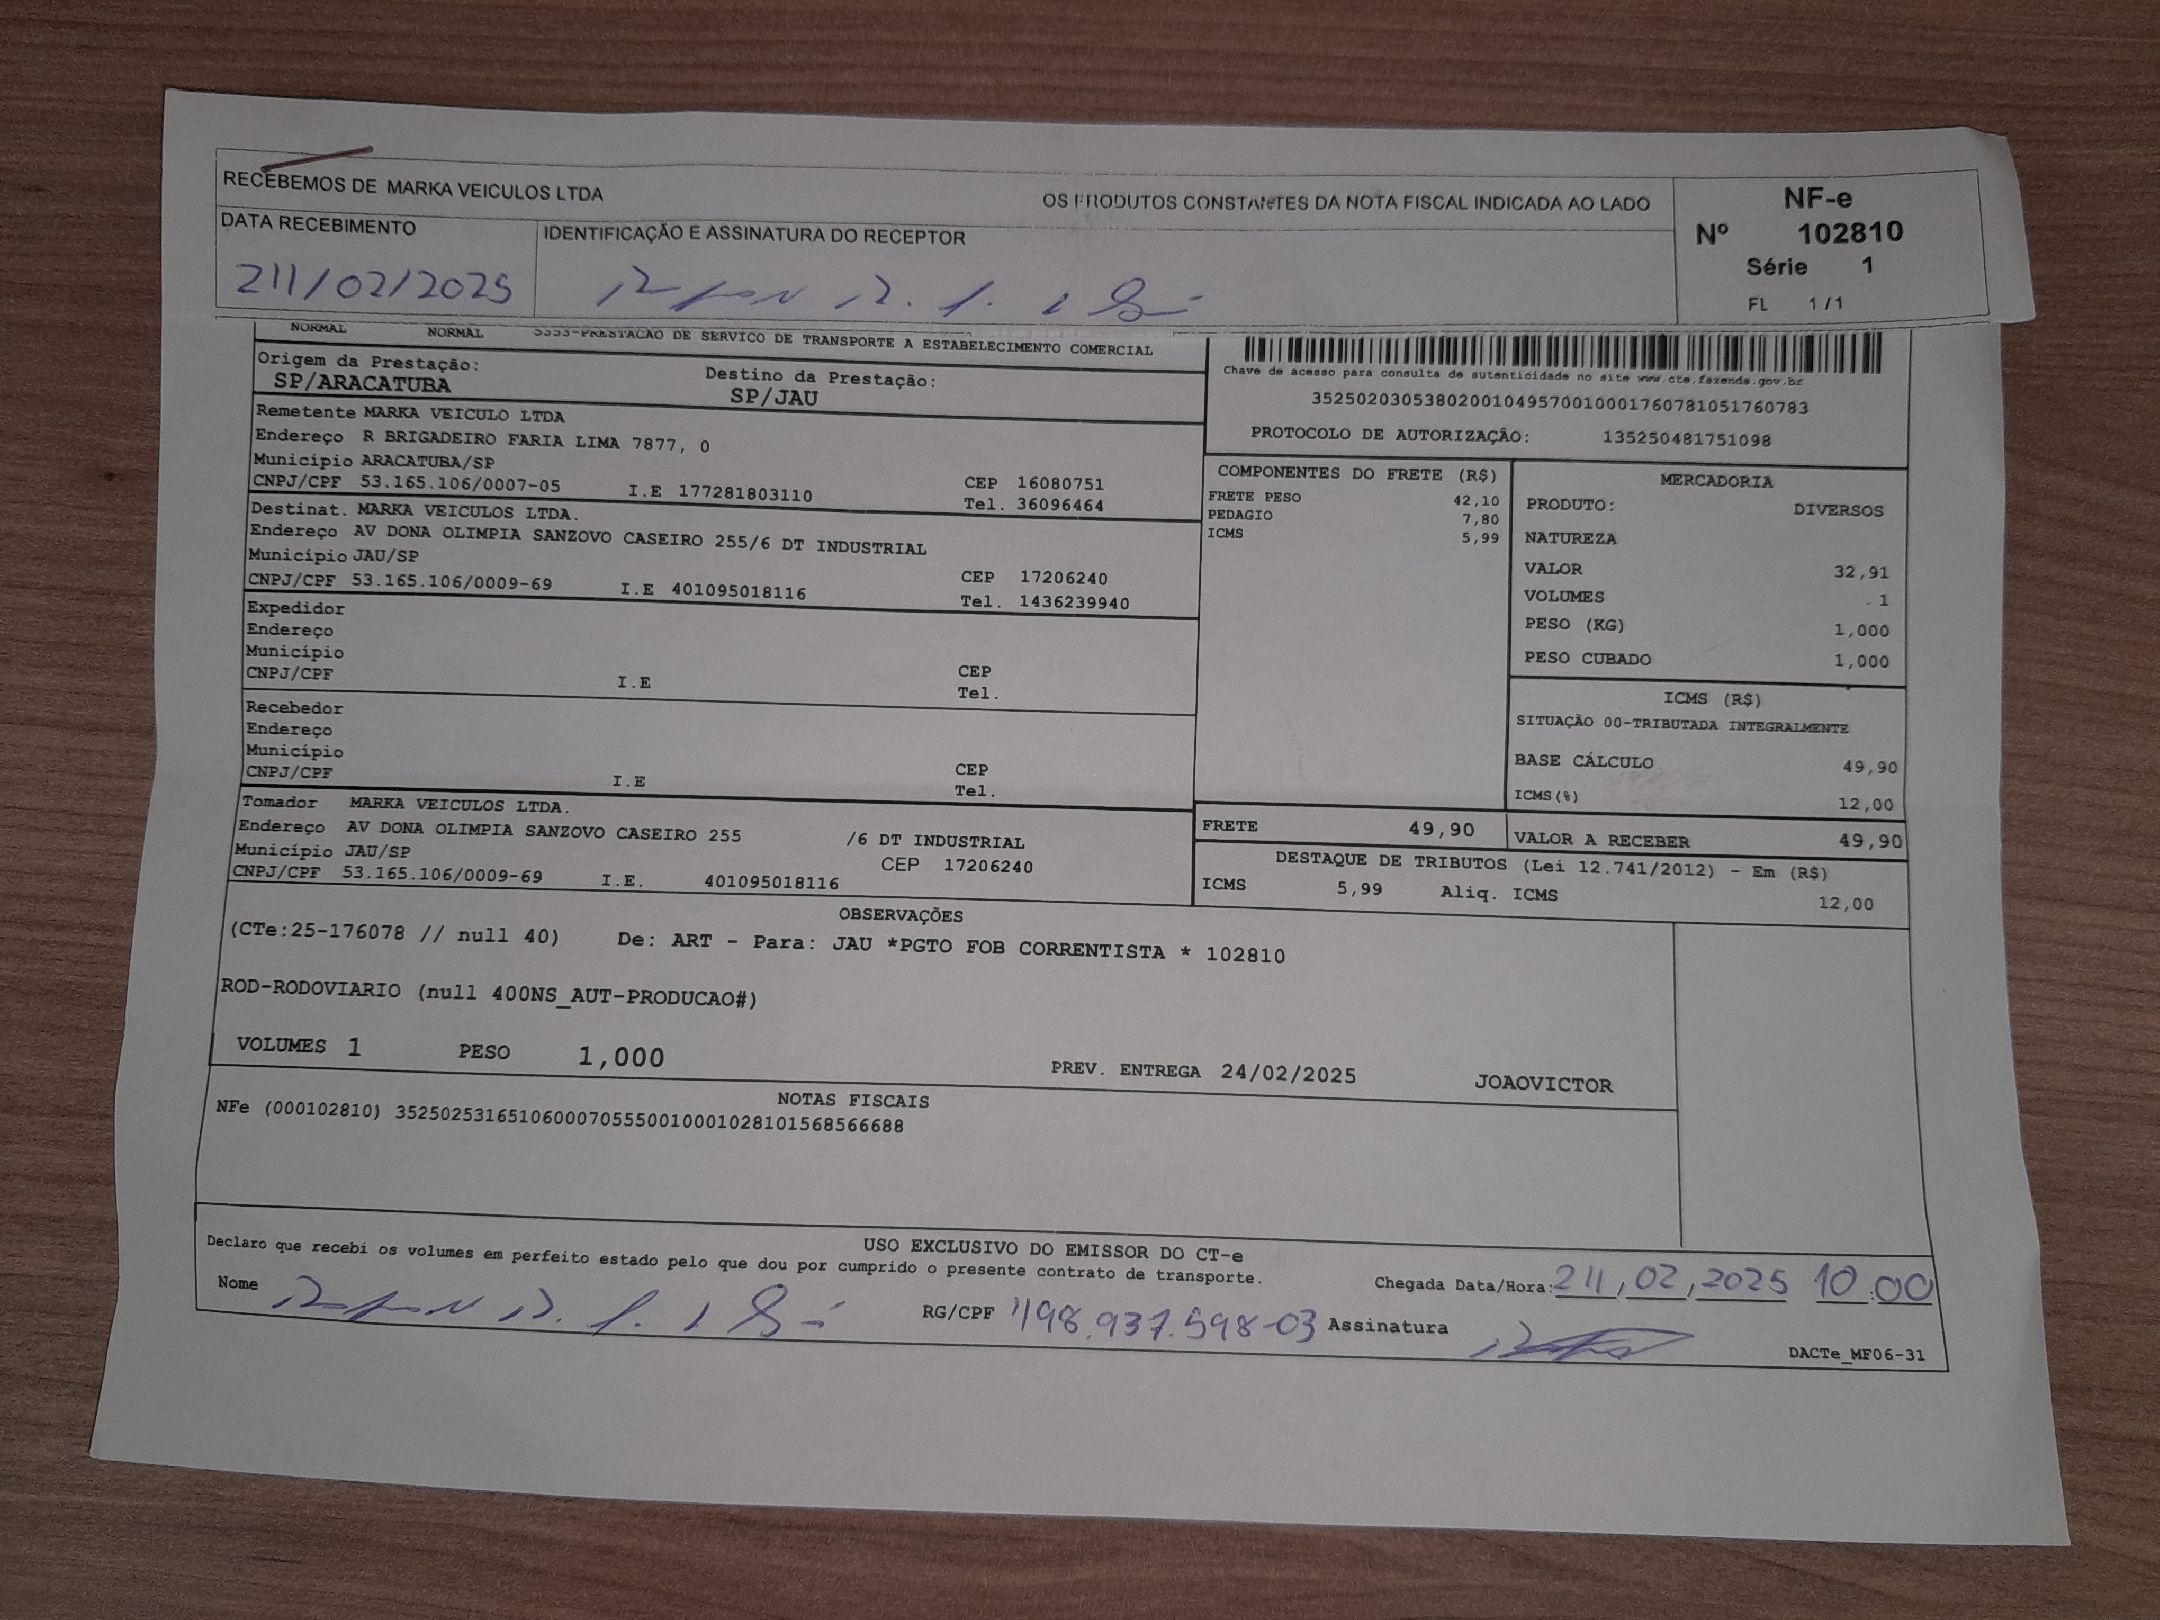 RECEBEMOS DE MARKA VEICULOS LTDA OS PRODUTOS CONSTANTES DA NOTA FISCAL INDICADA AO LADO
NF-e
Nº 102810
Série 1
FL 1 /1
DATA RECEBIMENTO
IDENTIFICAÇÃO E ASSINATURA DO RECEPTOR
24/02/2025
NORMAL NORMAL 5353-PRESTACAO DE SERVICO DE TRANSPORTE A ESTABELECIMENTO COMERCIAL
Origem da Prestação: Destino da Prestação:
SP/ARACATUBA SP/JAU
Chave de acesso para consulta de autenticidade no site www.cte.fazenda.gov.br
35250203053802001049570010001760781051760783
PROTOCOLO DE AUTORIZAÇÃO: 135250481751098
Remetente MARKA VEICULO LTDA
Endereço R BRIGADEIRO FARIA LIMA 7877, 0
Município ARACATUBA/SP
CNPJ/CPF 53.165.106/0007-05 I.E 177281803110 CEP 16080751
Tel. 36096464
Destinat. MARKA VEICULOS LTDA.
Endereço AV DONA OLIMPIA SANZOVO CASEIRO 255/6 DT INDUSTRIAL
Município JAU/SP
CNPJ/CPF 53.165.106/0009-69 I.E 401095018116 CEP 17206240
Tel. 1436239940
Expedidor
Endereço
Município
CNPJ/CPF I.E CEP
Tel.
Recebedor
Endereço
Município
CNPJ/CPF I.E CEP
Tel.
Tomador MARKA VEICULOS LTDA.
Endereço AV DONA OLIMPIA SANZOVO CASEIRO 255 /6 DT INDUSTRIAL
Município JAU/SP CEP 17206240
CNPJ/CPF 53.165.106/0009-69 I.E. 401095018116
COMPONENTES DO FRETE (R$)
FRETE PESO 42,10
PEDAGIO 7,80
ICMS 5,99
MERCADORIA
PRODUTO: DIVERSOS
NATUREZA
VALOR 32,91
VOLUMES 1
PESO (KG) 1,000
PESO CUBADO 1,000
ICMS (R$)
SITUAÇÃO 00-TRIBUTADA INTEGRALMENTE
BASE CÁLCULO 49,90
ICMS(%) 12,00
FRETE 49,90 VALOR A RECEBER 49,90
DESTAQUE DE TRIBUTOS (Lei 12.741/2012) - Em (R$)
ICMS 5,99 Aliq. ICMS 12,00
OBSERVAÇÕES
(CTe:25-176078 // null 40) De: ART - Para: JAU *PGTO FOB CORRENTISTA * 102810
ROD-RODOVIARIO (null 400NS_AUT-PRODUCAO#)
VOLUMES 1 PESO 1,000 PREV. ENTREGA 24/02/2025 JOAOVICTOR
NOTAS FISCAIS
NFe (000102810) 35250253165106000705550010001028101568566688
USO EXCLUSIVO DO EMISSOR DO CT-e
Declaro que recebi os volumes em perfeito estado pelo que dou por cumprido o presente contrato de transporte.
Chegada Data/Hora: 24,02,2025 10:00
Nome RG/CPF 498.937.598-03 Assinatura
DACTe_MF06-31